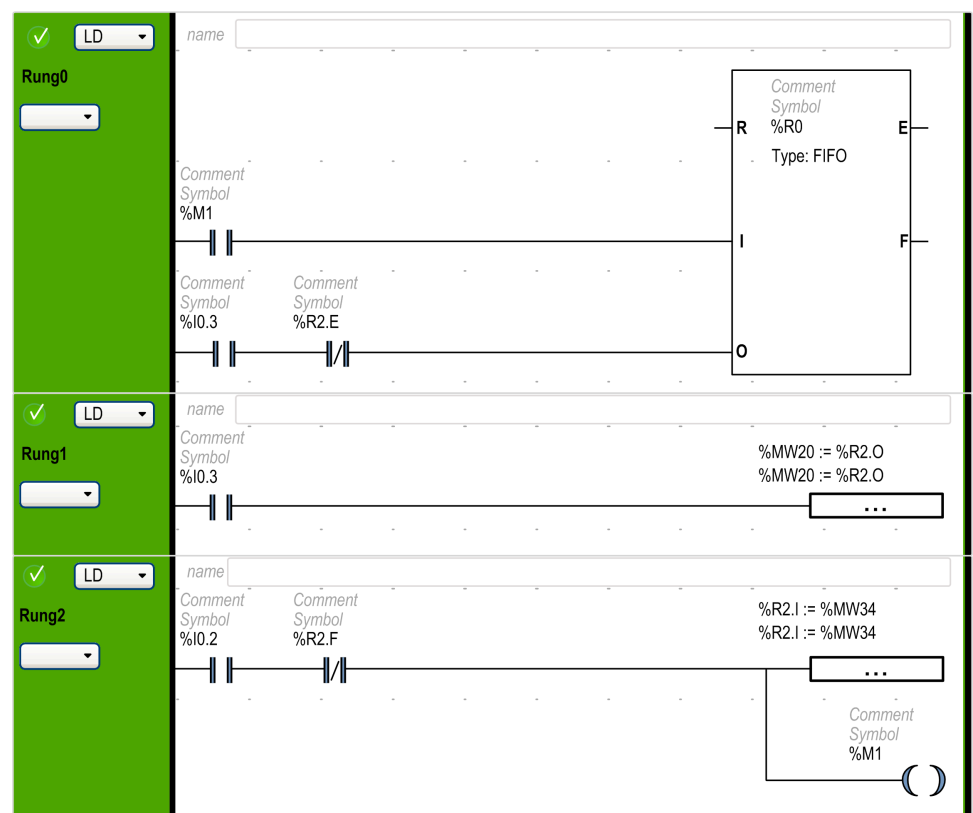 LD
name
Rung0
Comment
Symbol
R %R0 E
Type: FIFO
Comment
Symbol
%M1
I F
Comment Comment
Symbol Symbol
%I0.3 %R2.E
O
LD
name
Rung1
Comment
Symbol
%I0.3
%MW20 := %R2.O
%MW20 := %R2.O
...
LD
name
Rung2
Comment Comment
Symbol Symbol
%I0.2 %R2.F
%R2.I := %MW34
%R2.I := %MW34
...
Comment
Symbol
%M1